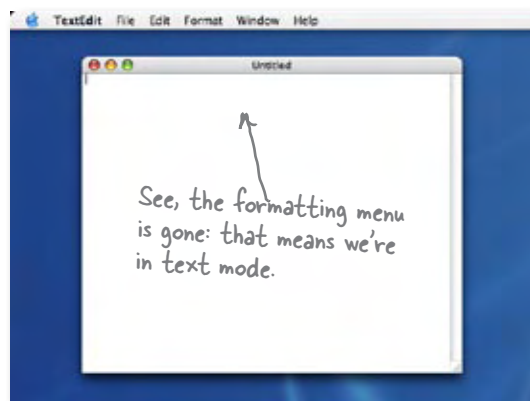 TextEdit File Edit Format Window Help
Untitled
See, the formatting menu
is gone: that means we're
in text mode.